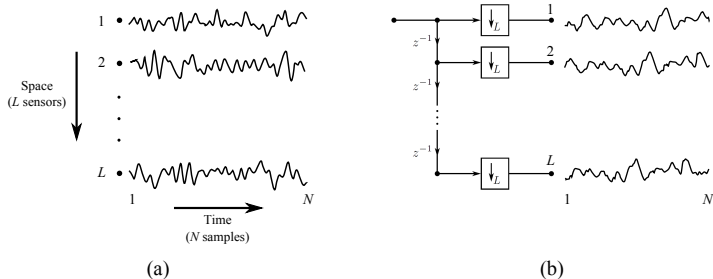 1
2
Space
(L sensors)
L
1
N
Time
(N samples)
(a)
↓L
1
z⁻¹
↓L
2
z⁻¹
z⁻¹
↓L
L
1
N
(b)